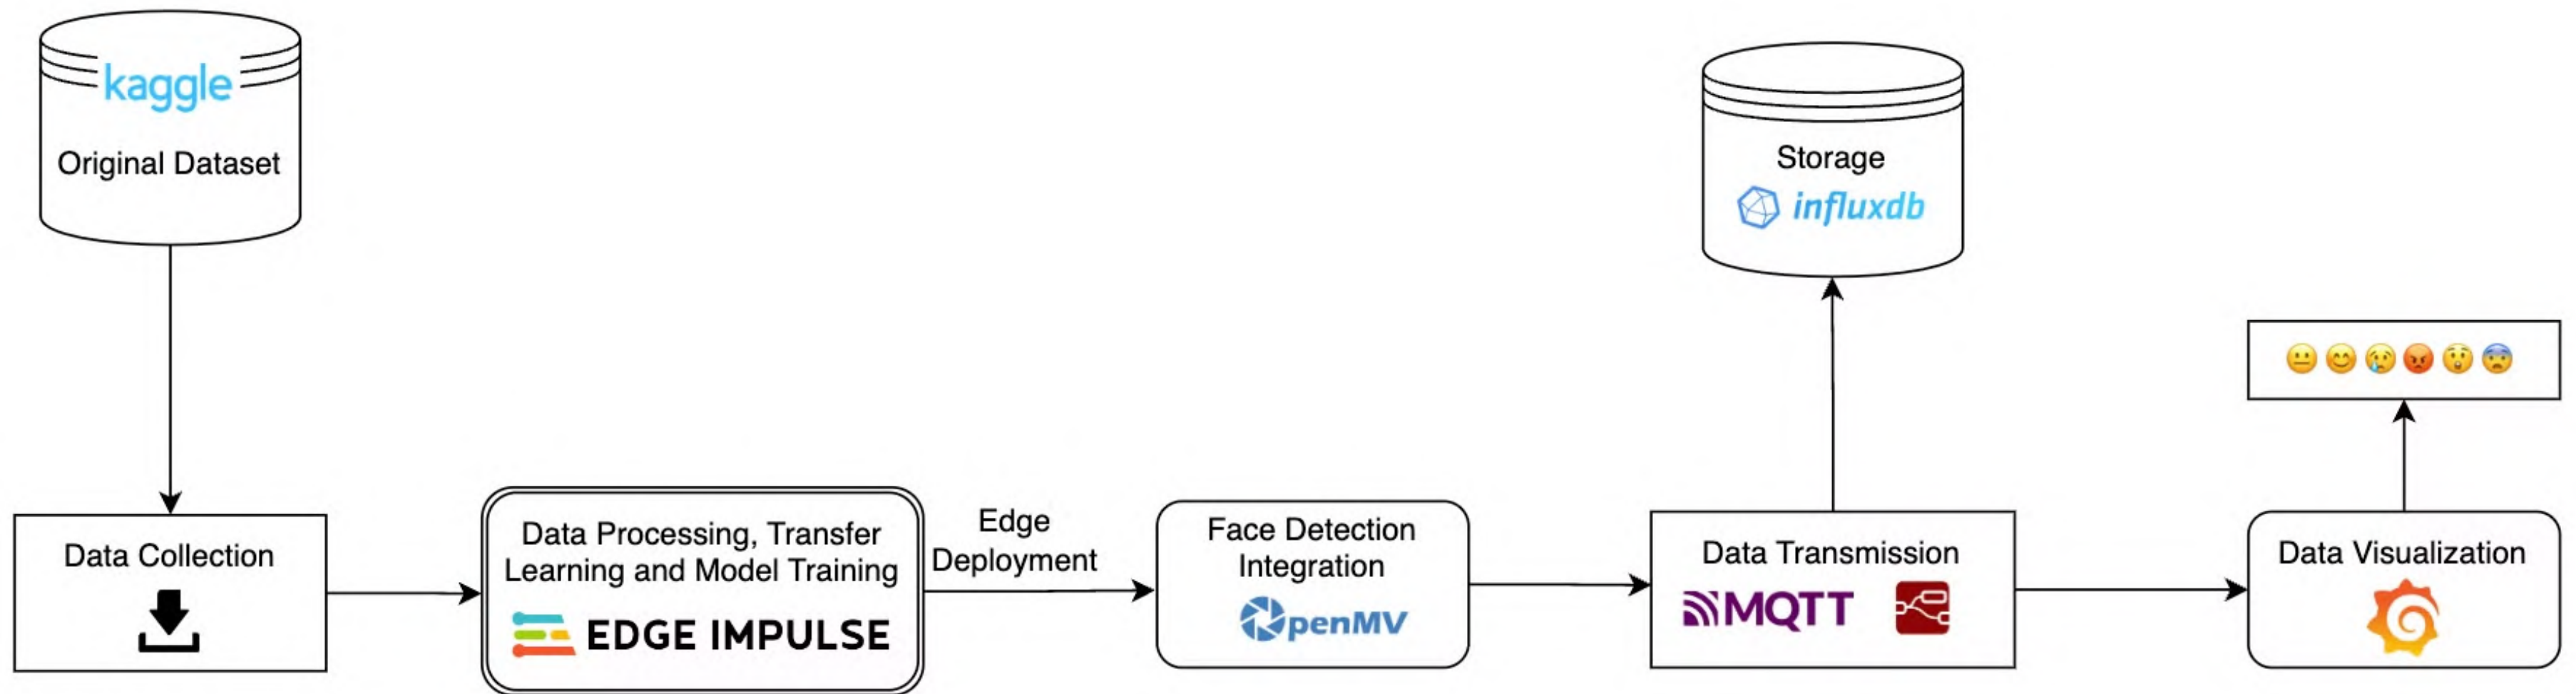 kaggle
Original Dataset
Data Collection
Data Processing, Transfer
Learning and Model Training
EDGE IMPULSE
Edge
Deployment
Face Detection
Integration
OpenMV
Storage
influxdb
Data Transmission
MQTT
Data Visualization